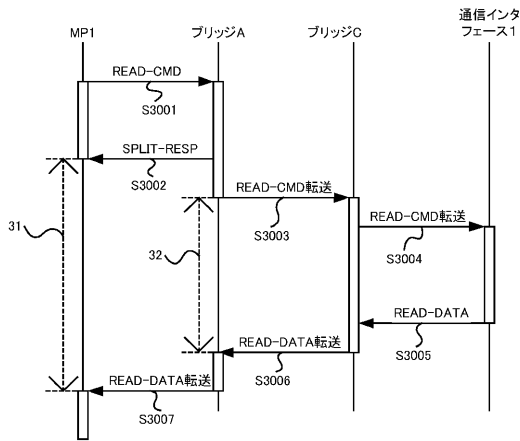 MP1
ブリッジA
ブリッジC
通信インタ
フェース1
READ-CMD
S3001
SPLIT-RESP
S3002
READ-CMD転送
S3003
READ-CMD転送
S3004
31
32
READ-DATA
S3005
READ-DATA転送
S3006
READ-DATA転送
S3007